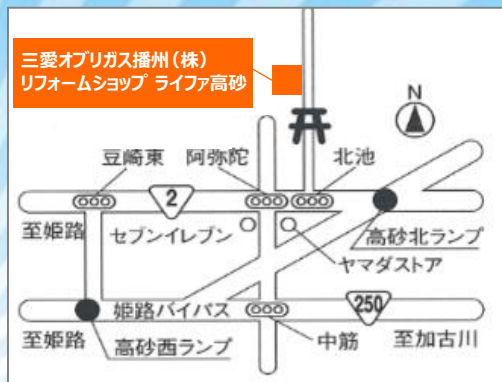 三愛オブリガス播州(株)
リフォームショップ ライファ高砂
N
豆崎東
阿弥陀
北池
2
至姫路
セブンイレブン
高砂北ランプ
ヤマダストア
姫路バイパス
250
至姫路
高砂西ランプ
中筋
至加古川